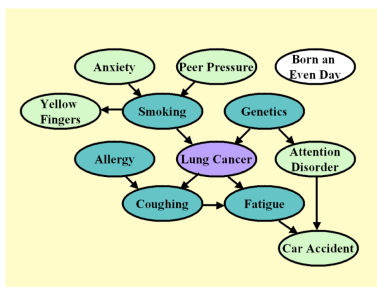 Anxiety
Peer Pressure
Born an
Even Day
Yellow
Fingers
Smoking
Genetics
Allergy
Lung Cancer
Attention
Disorder
Coughing
Fatigue
Car Accident